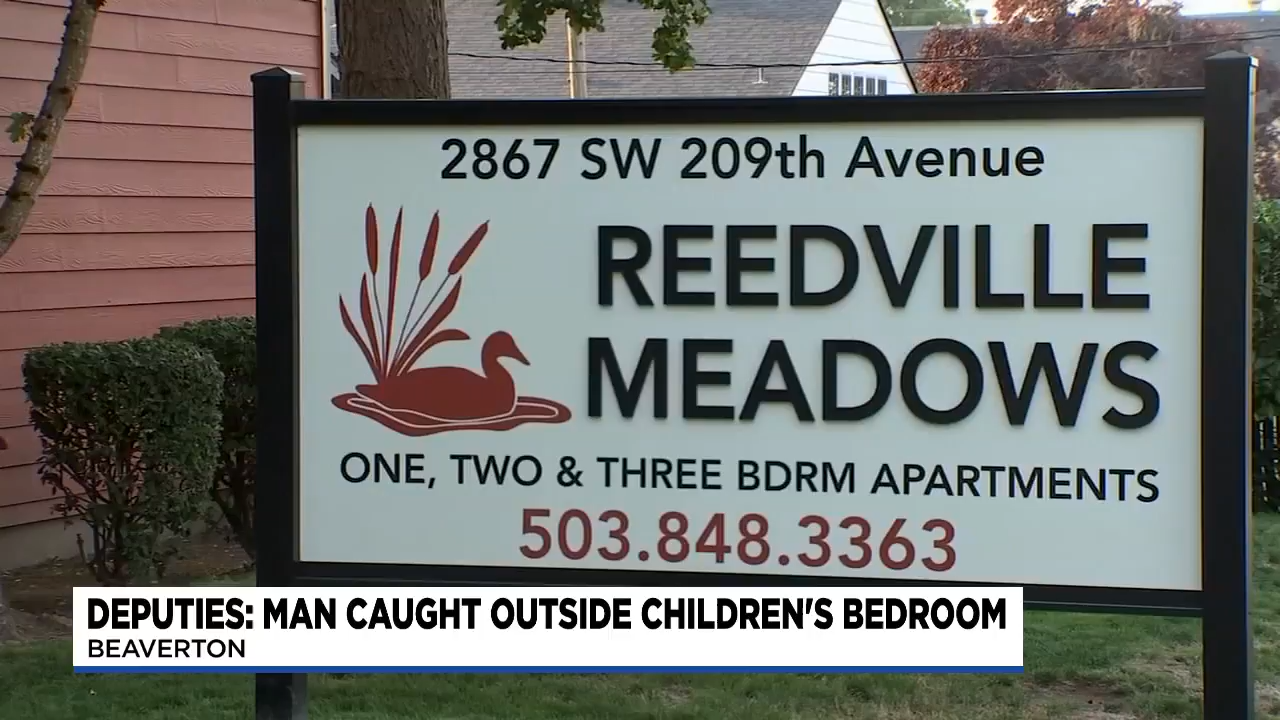 2867 SW 209th Avenue
REEDVILLE
MEADOWS
ONE, TWO & THREE BDRM APARTMENTS
503.848.3363
DEPUTIES: MAN CAUGHT OUTSIDE CHILDREN'S BEDROOM
BEAVERTON